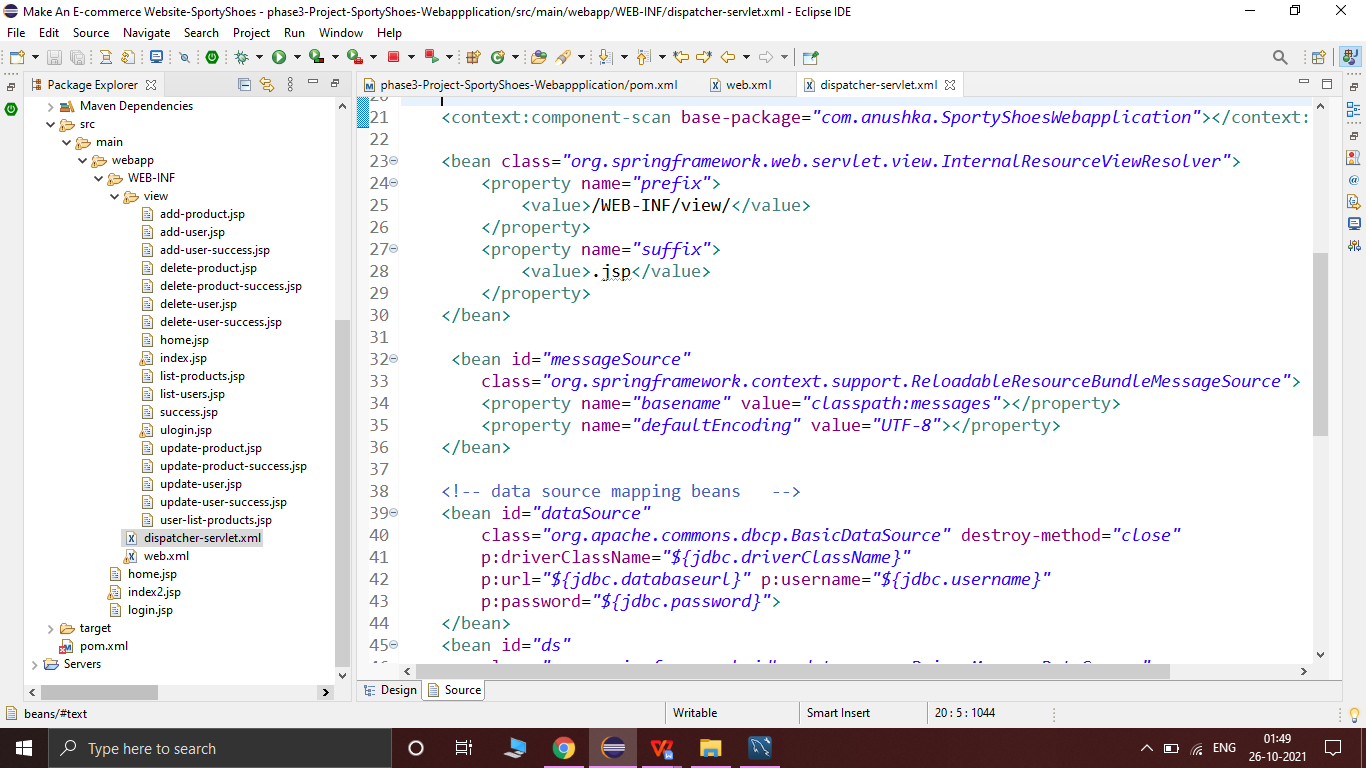 Make An E-commerce Website-SportyShoes - phase3-Project-SportyShoes-Webappplication/src/main/webapp/WEB-INF/dispatcher-servlet.xml - Eclipse IDE
File Edit Source Navigate Search Project Run Window Help
Package Explorer
phase3-Project-SportyShoes-Webappplication/pom.xml web.xml dispatcher-servlet.xml
Maven Dependencies
src
main
webapp
WEB-INF
view
add-product.jsp
add-user.jsp
add-user-success.jsp
delete-product.jsp
delete-product-success.jsp
delete-user.jsp
delete-user-success.jsp
home.jsp
index.jsp
list-products.jsp
list-users.jsp
success.jsp
ulogin.jsp
update-product.jsp
update-product-success.jsp
update-user.jsp
update-user-success.jsp
user-list-products.jsp
dispatcher-servlet.xml
web.xml
home.jsp
index2.jsp
login.jsp
target
pom.xml
Servers
20
21 <context:component-scan base-package="com.anushka.SportyShoesWebapplication"></context:
22
23 <bean class="org.springframework.web.servlet.view.InternalResourceViewResolver">
24 <property name="prefix">
25 <value>/WEB-INF/view/</value>
26 </property>
27 <property name="suffix">
28 <value>.jsp</value>
29 </property>
30 </bean>
31
32 <bean id="messageSource"
33 class="org.springframework.context.support.ReloadableResourceBundleMessageSource">
34 <property name="basename" value="classpath:messages"></property>
35 <property name="defaultEncoding" value="UTF-8"></property>
36 </bean>
37
38 <!-- data source mapping beans -->
39 <bean id="dataSource"
40 class="org.apache.commons.dbcp.BasicDataSource" destroy-method="close"
41 p:driverClassName="${jdbc.driverClassName}"
42 p:url="${jdbc.databaseurl}" p:username="${jdbc.username}"
43 p:password="${jdbc.password}">
44 </bean>
45 <bean id="ds"
Design Source
beans/#text Writable Smart Insert 20 : 5 : 1044
Type here to search
ENG
01:49
26-10-2021